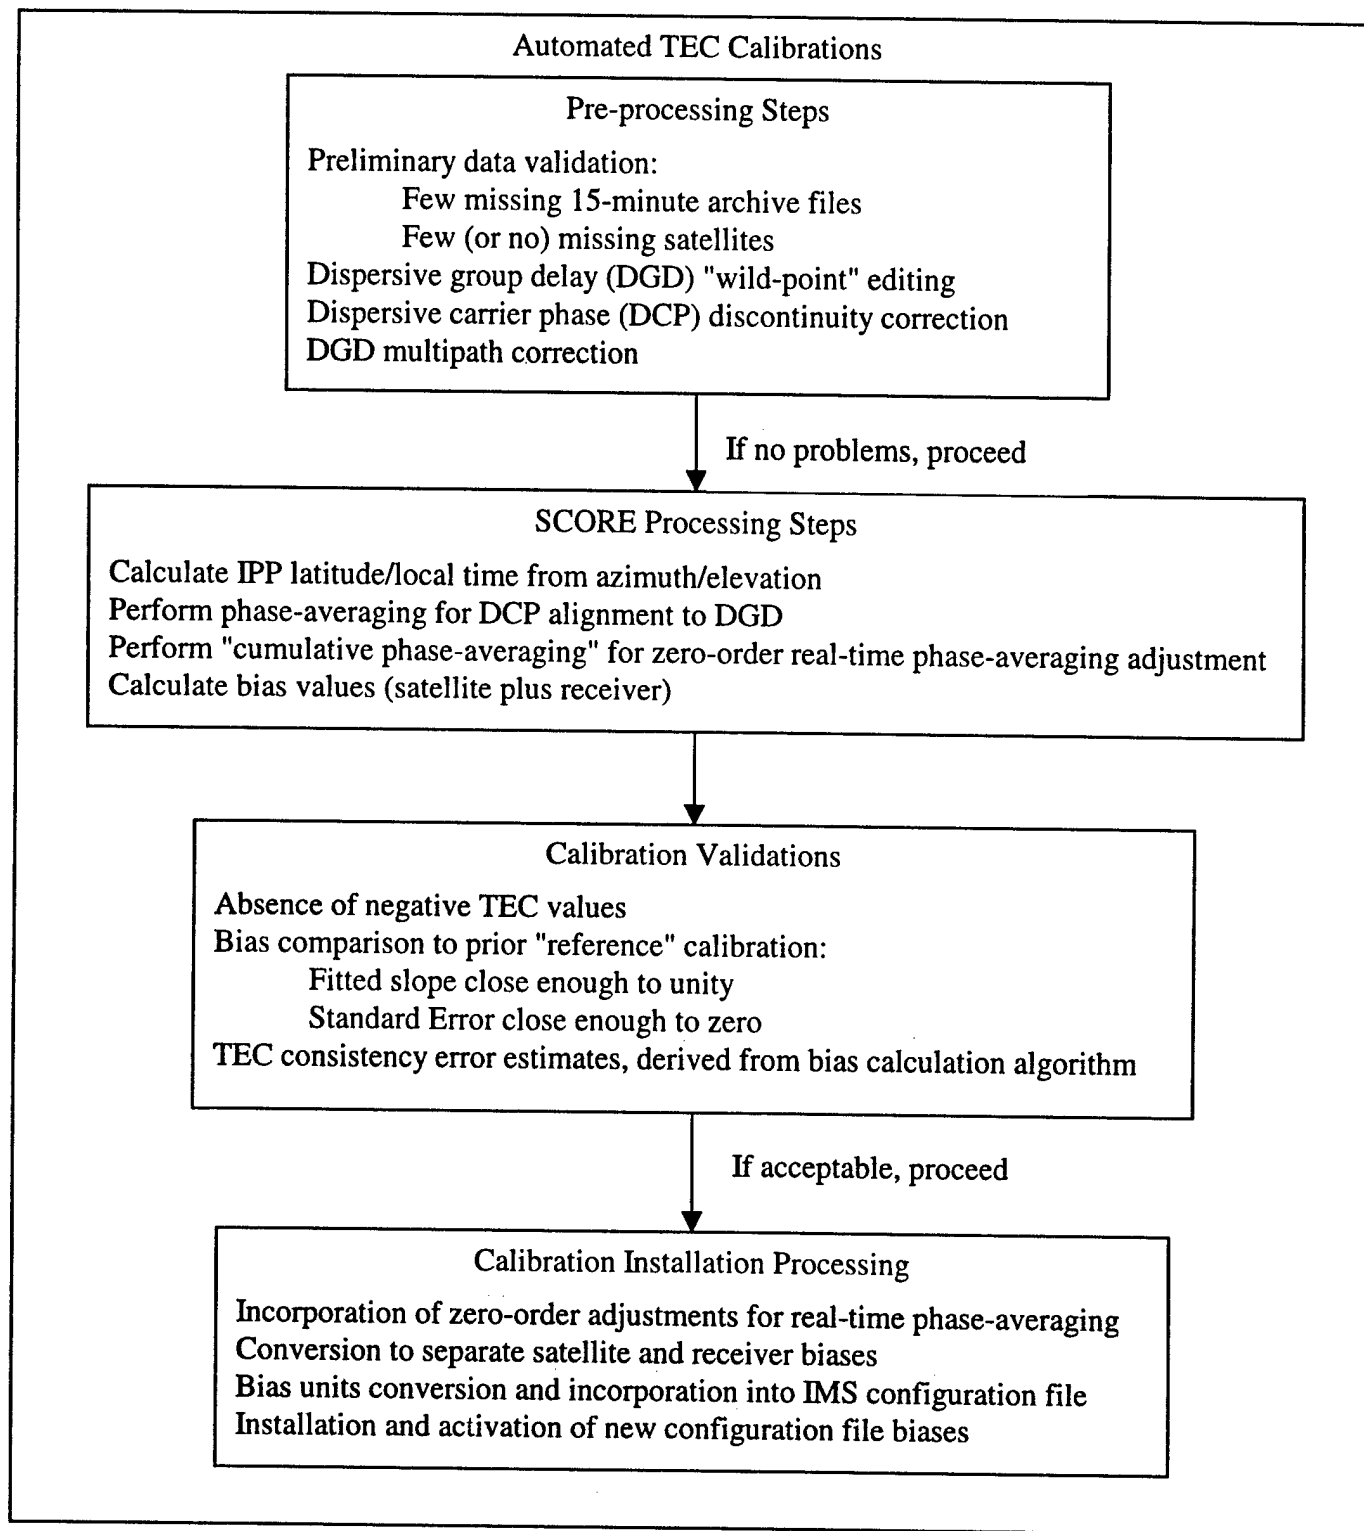 Automated TEC Calibrations
Pre-processing Steps
Preliminary data validation:
Few missing 15-minute archive files
Few (or no) missing satellites
Dispersive group delay (DGD) "wild-point" editing
Dispersive carrier phase (DCP) discontinuity correction
DGD multipath correction
If no problems, proceed
SCORE Processing Steps
Calculate IPP latitude/local time from azimuth/elevation
Perform phase-averaging for DCP alignment to DGD
Perform "cumulative phase-averaging" for zero-order real-time phase-averaging adjustment
Calculate bias values (satellite plus receiver)
Calibration Validations
Absence of negative TEC values
Bias comparison to prior "reference" calibration:
Fitted slope close enough to unity
Standard Error close enough to zero
TEC consistency error estimates, derived from bias calculation algorithm
If acceptable, proceed
Calibration Installation Processing
Incorporation of zero-order adjustments for real-time phase-averaging
Conversion to separate satellite and receiver biases
Bias units conversion and incorporation into IMS configuration file
Installation and activation of new configuration file biases